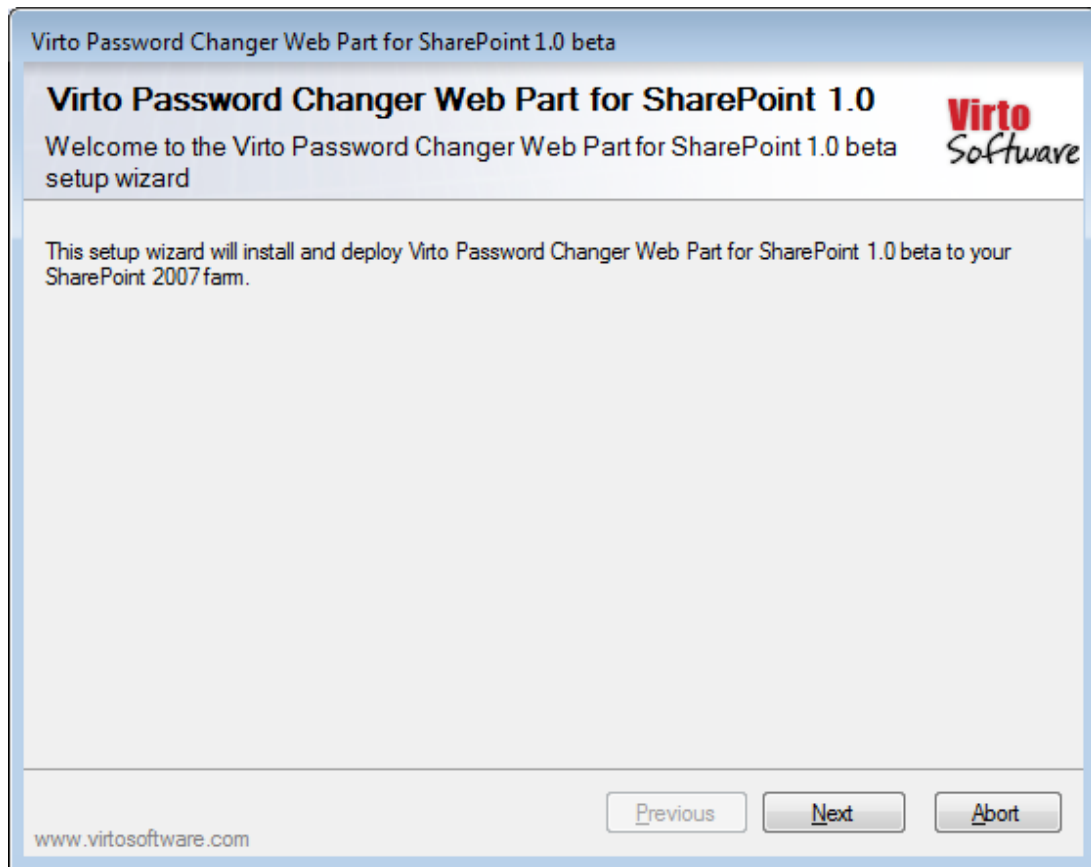 Virto Password Changer Web Part for SharePoint 1.0 beta
Virto Password Changer Web Part for SharePoint 1.0
Welcome to the Virto Password Changer Web Part for SharePoint 1.0 beta
setup wizard
Virto
Software
This setup wizard will install and deploy Virto Password Changer Web Part for SharePoint 1.0 beta to your
SharePoint 2007 farm.
Previous
Next
Abort
www.virtosoftware.com